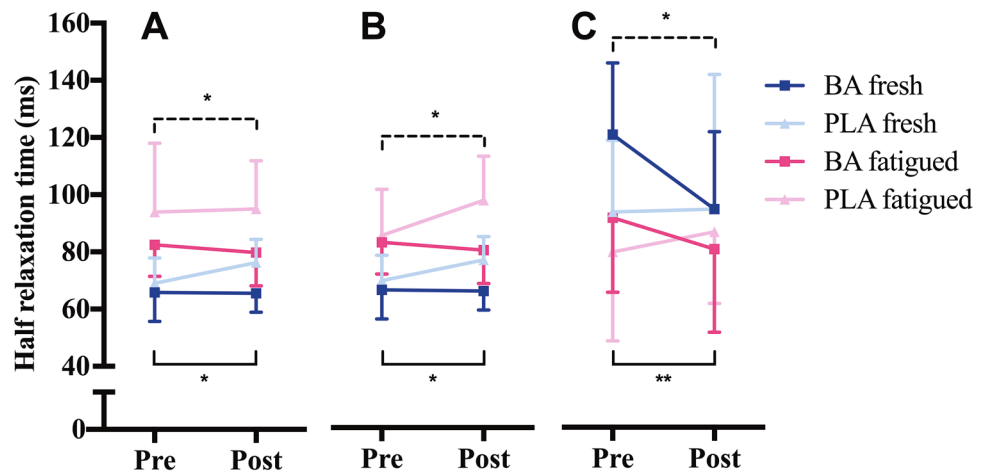 Half relaxation time (ms)
160
140
120
100
80
60
40
0
A
*
*
Pre Post
B
*
*
Pre Post
C
*
**
Pre Post
BA fresh
PLA fresh
BA fatigued
PLA fatigued